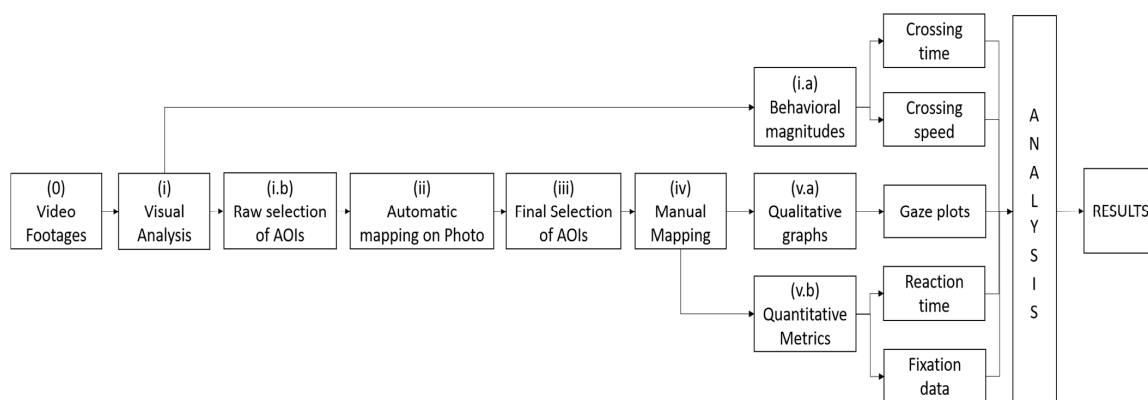 (0)
Video
Footages
(i)
Visual
Analysis
(i.b)
Raw selection
of AOIs
(ii)
Automatic
mapping on Photo
(iii)
Final Selection
of AOIs
(iv)
Manual
Mapping
(i.a)
Behavioral
magnitudes
Crossing
time
Crossing
speed
(v.a)
Qualitative
graphs
Gaze plots
(v.b)
Quantitative
Metrics
Reaction
time
Fixation
data
A
N
A
L
Y
S
I
S
RESULTS